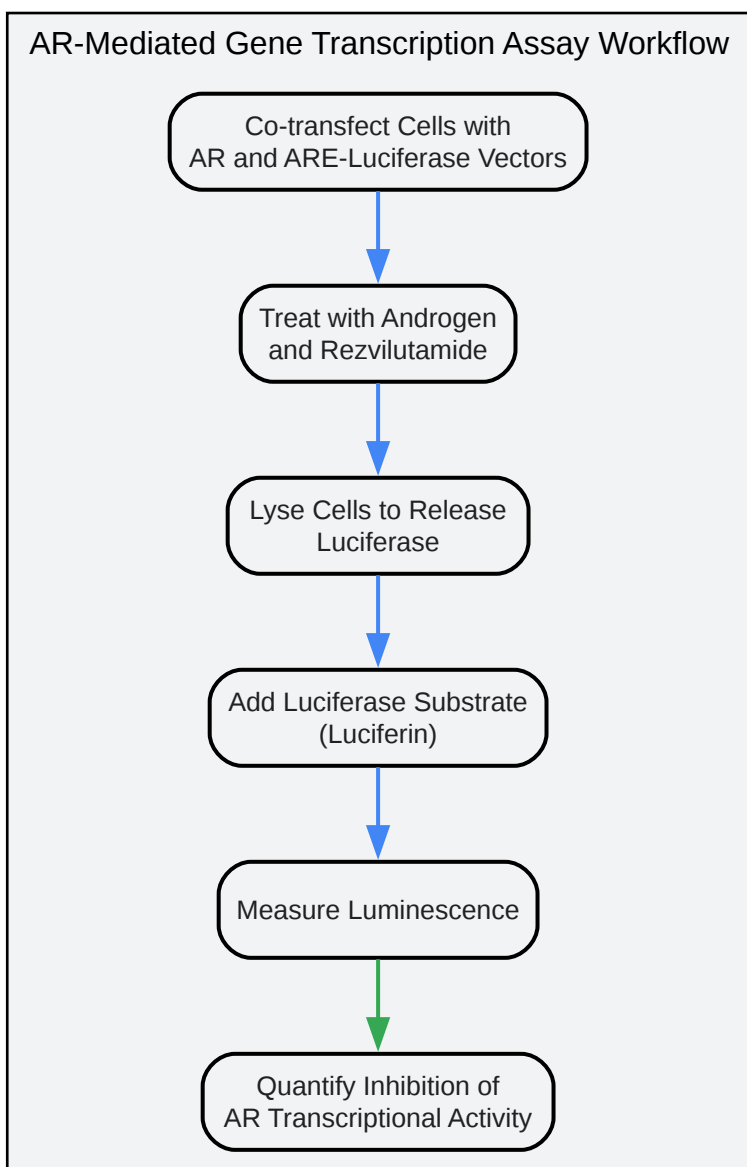 AR-Mediated Gene Transcription Assay Workflow
Co-transfect Cells with
AR and ARE-Luciferase Vectors
Treat with Androgen
and Rezvilutamide
Lyse Cells to Release
Luciferase
Add Luciferase Substrate
(Luciferin)
Measure Luminescence
Quantify Inhibition of
AR Transcriptional Activity